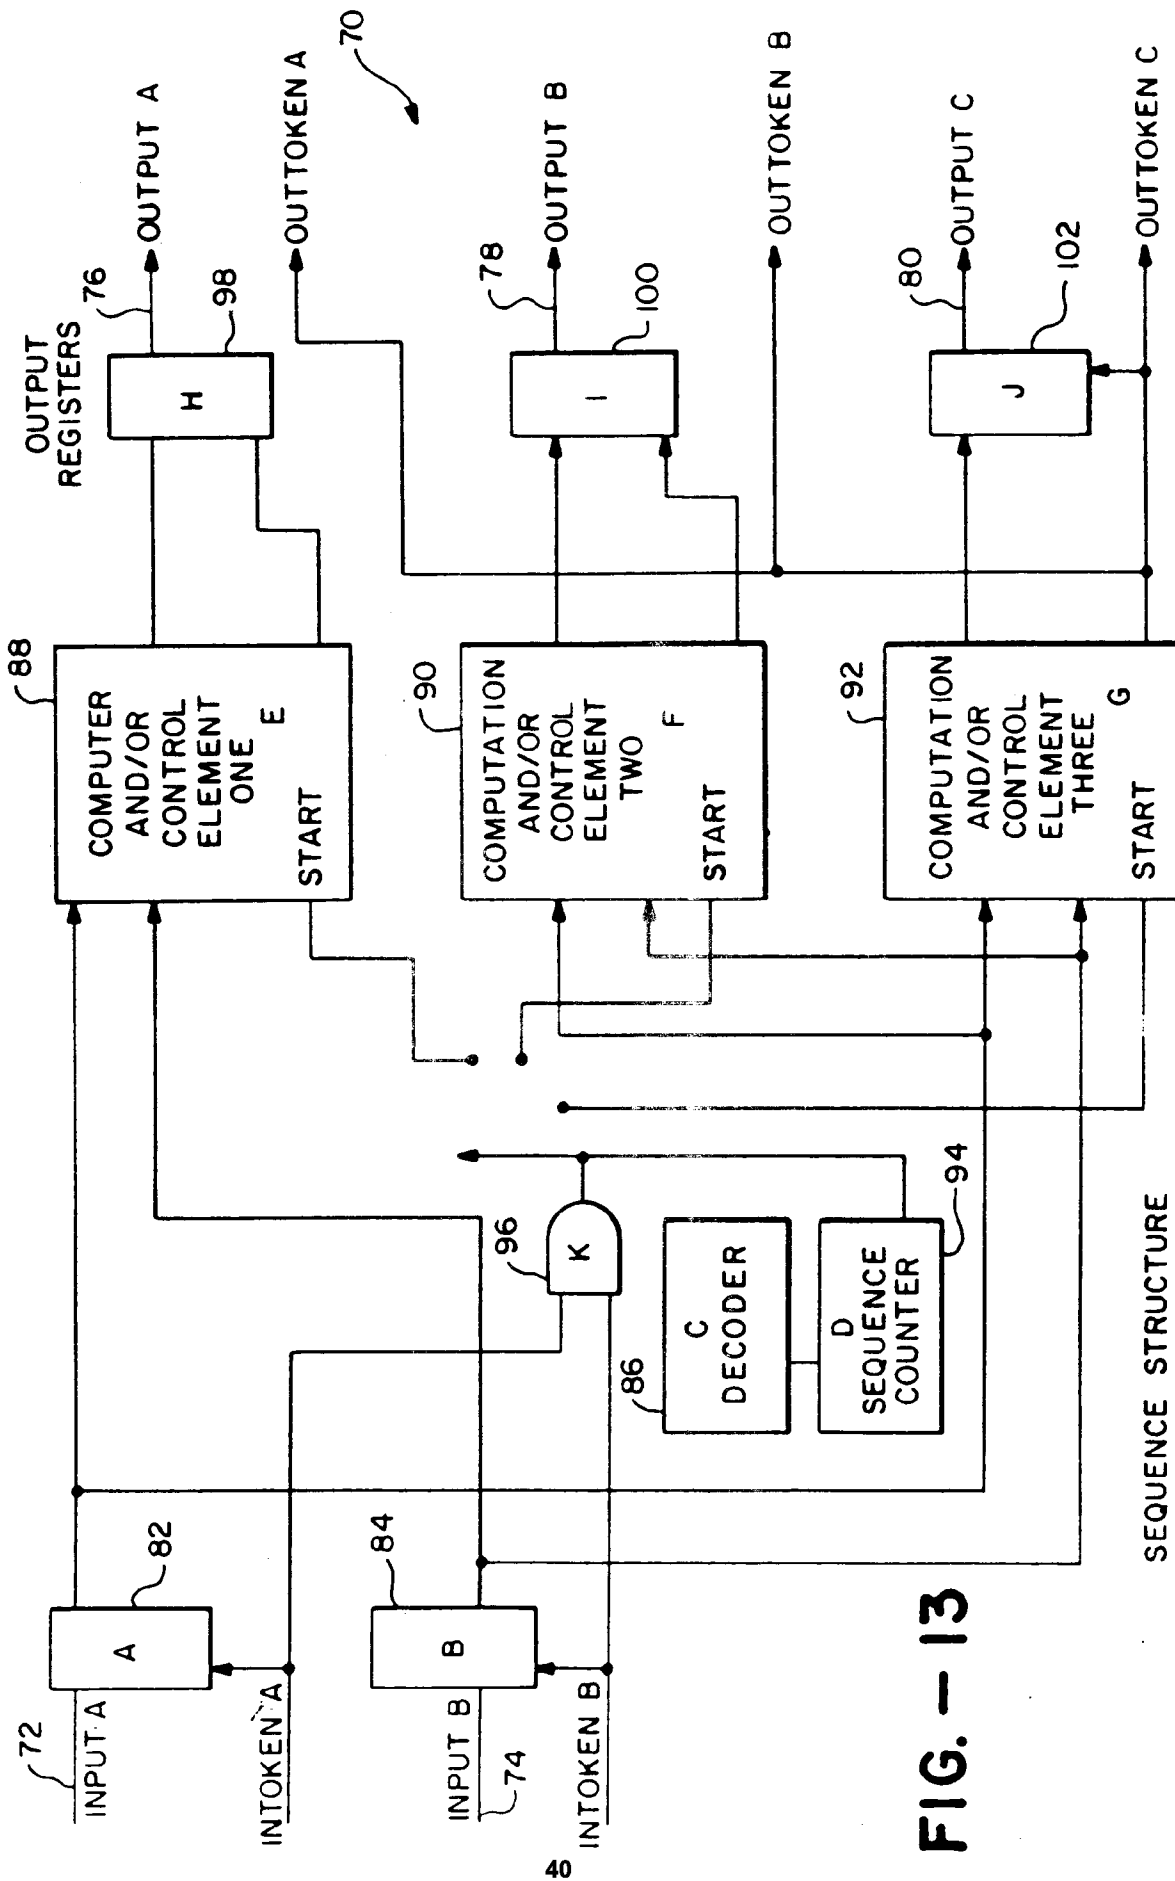 72
INPUT A
A
82
INTOKEN A
INPUT B
74
B
84
INTOKEN B
96
K
86
C
DECODER
D
SEQUENCE
COUNTER
94
88
COMPUTER
AND/OR
CONTROL
ELEMENT
ONE
E
START
90
COMPUTATION
AND/OR
CONTROL
ELEMENT
TWO
F
START
92
COMPUTATION
AND/OR
CONTROL
ELEMENT
THREE
G
START
OUTPUT
REGISTERS
H
76
98
OUTPUT A
OUTTOKEN A
70
I
78
100
OUTPUT B
OUTTOKEN B
J
80
102
OUTPUT C
OUTTOKEN C
FIG. — 13
SEQUENCE STRUCTURE
40